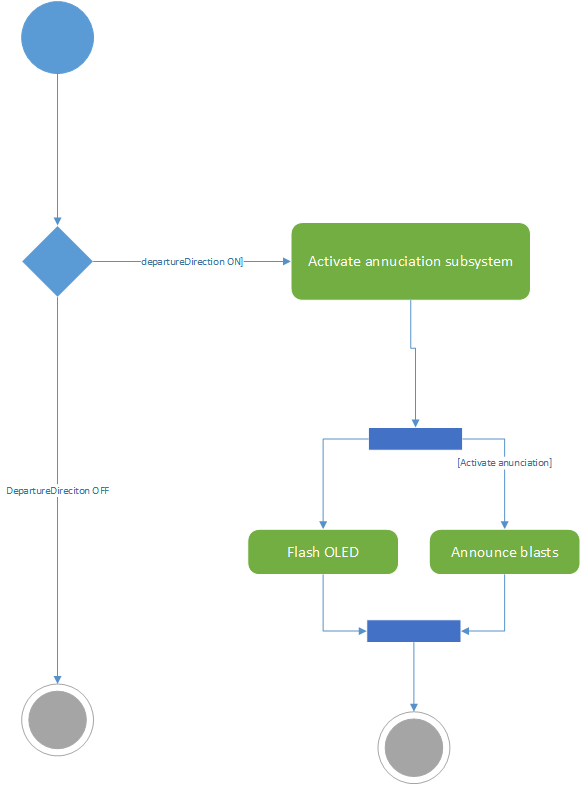 departureDirection ON]
Activate annuciation subsystem
[Activate anunciation]
DepartureDireciton OFF
Flash OLED
Announce blasts